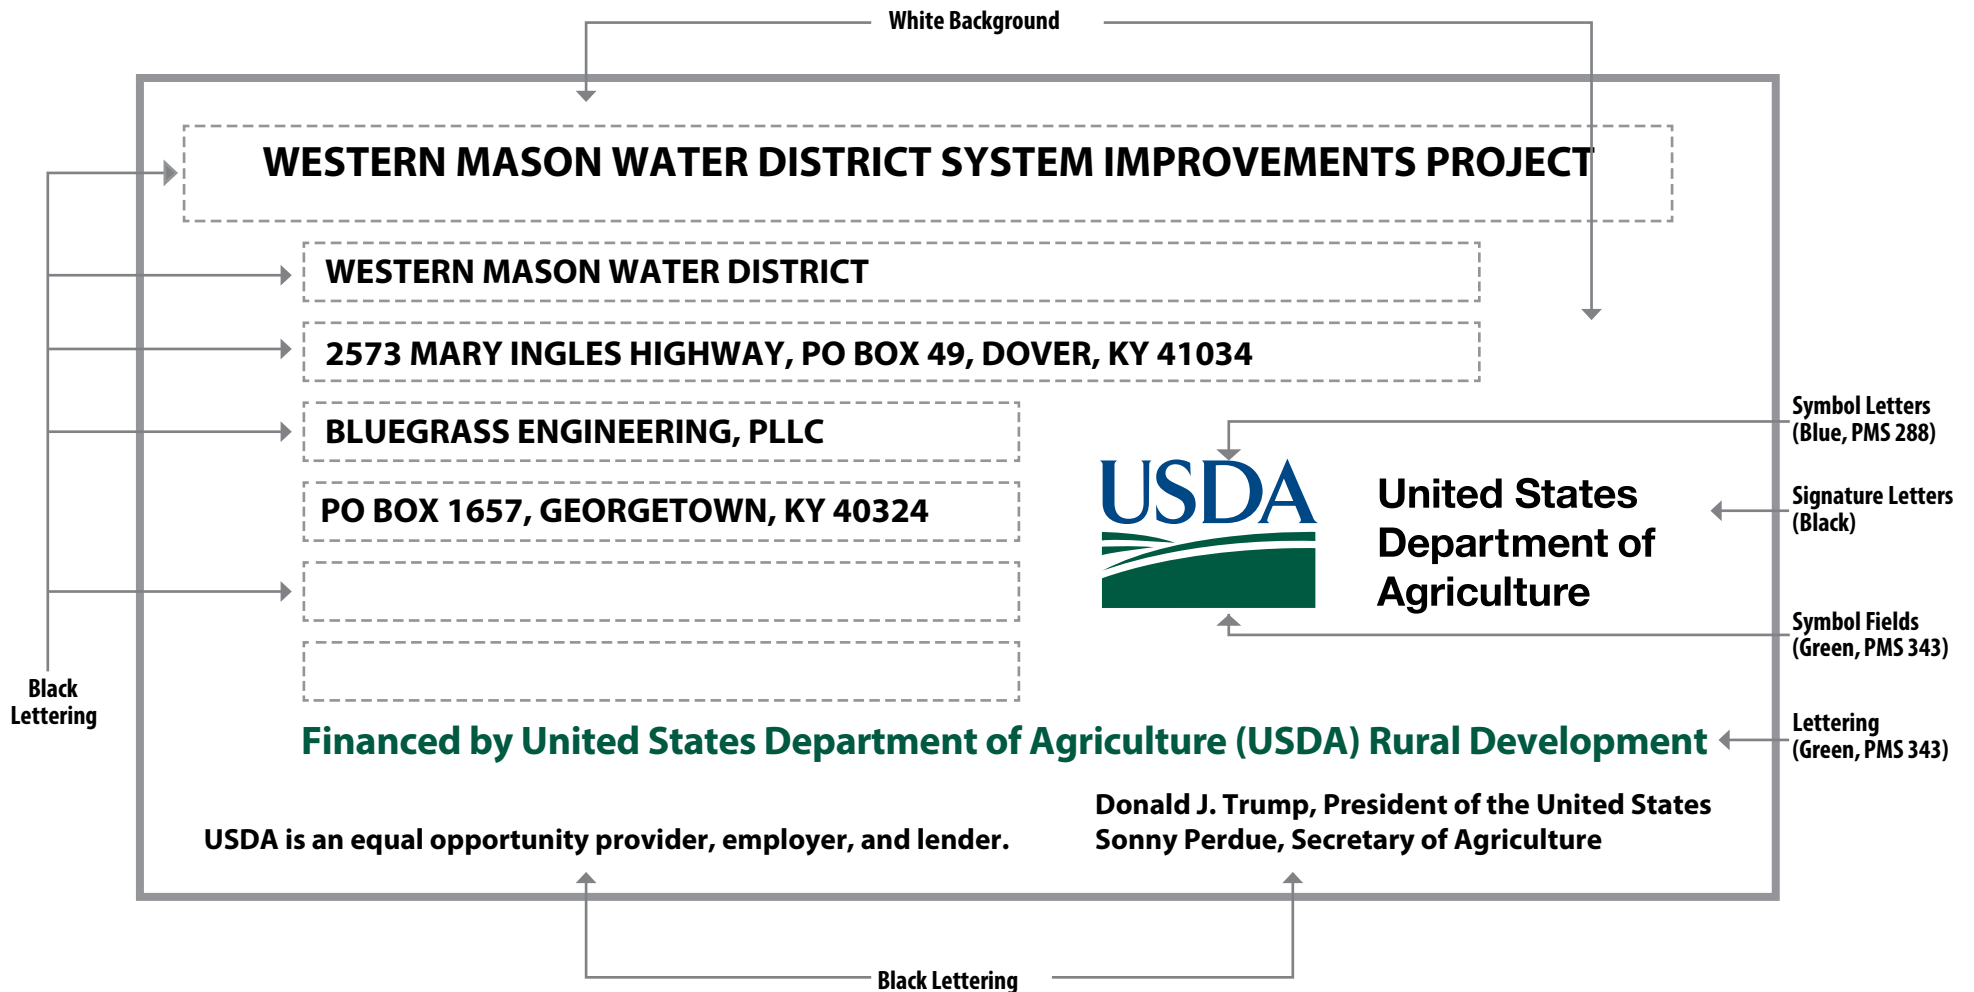 White Background
WESTERN MASON WATER DISTRICT SYSTEM IMPROVEMENTS PROJECT
WESTERN MASON WATER DISTRICT
2573 MARY INGLES HIGHWAY, PO BOX 49, DOVER, KY 41034
BLUEGRASS ENGINEERING, PLLC
PO BOX 1657, GEORGETOWN, KY 40324
USDA
United States
Department of
Agriculture
Symbol Letters
(Blue, PMS 288)
Signature Letters
(Black)
Symbol Fields
(Green, PMS 343)
Black
Lettering
Financed by United States Department of Agriculture (USDA) Rural Development
Lettering
(Green, PMS 343)
USDA is an equal opportunity provider, employer, and lender.
Donald J. Trump, President of the United States
Sonny Perdue, Secretary of Agriculture
Black Lettering